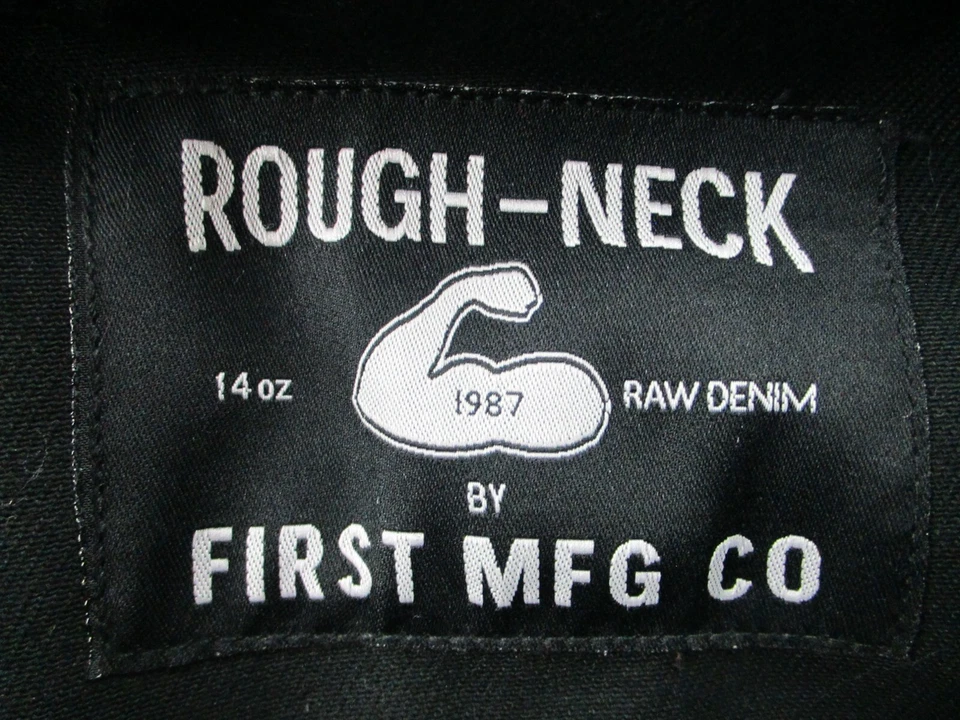 ROUGH-NECK
14 oz 1987 RAW DENIM
BY
FIRST MFG CO